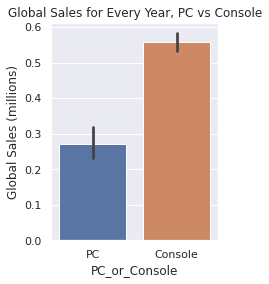 Global Sales for Every Year, PC vs Console
Global Sales (millions)
0.6
0.5
0.4
0.3
0.2
0.1
0.0
PC
Console
PC_or_Console